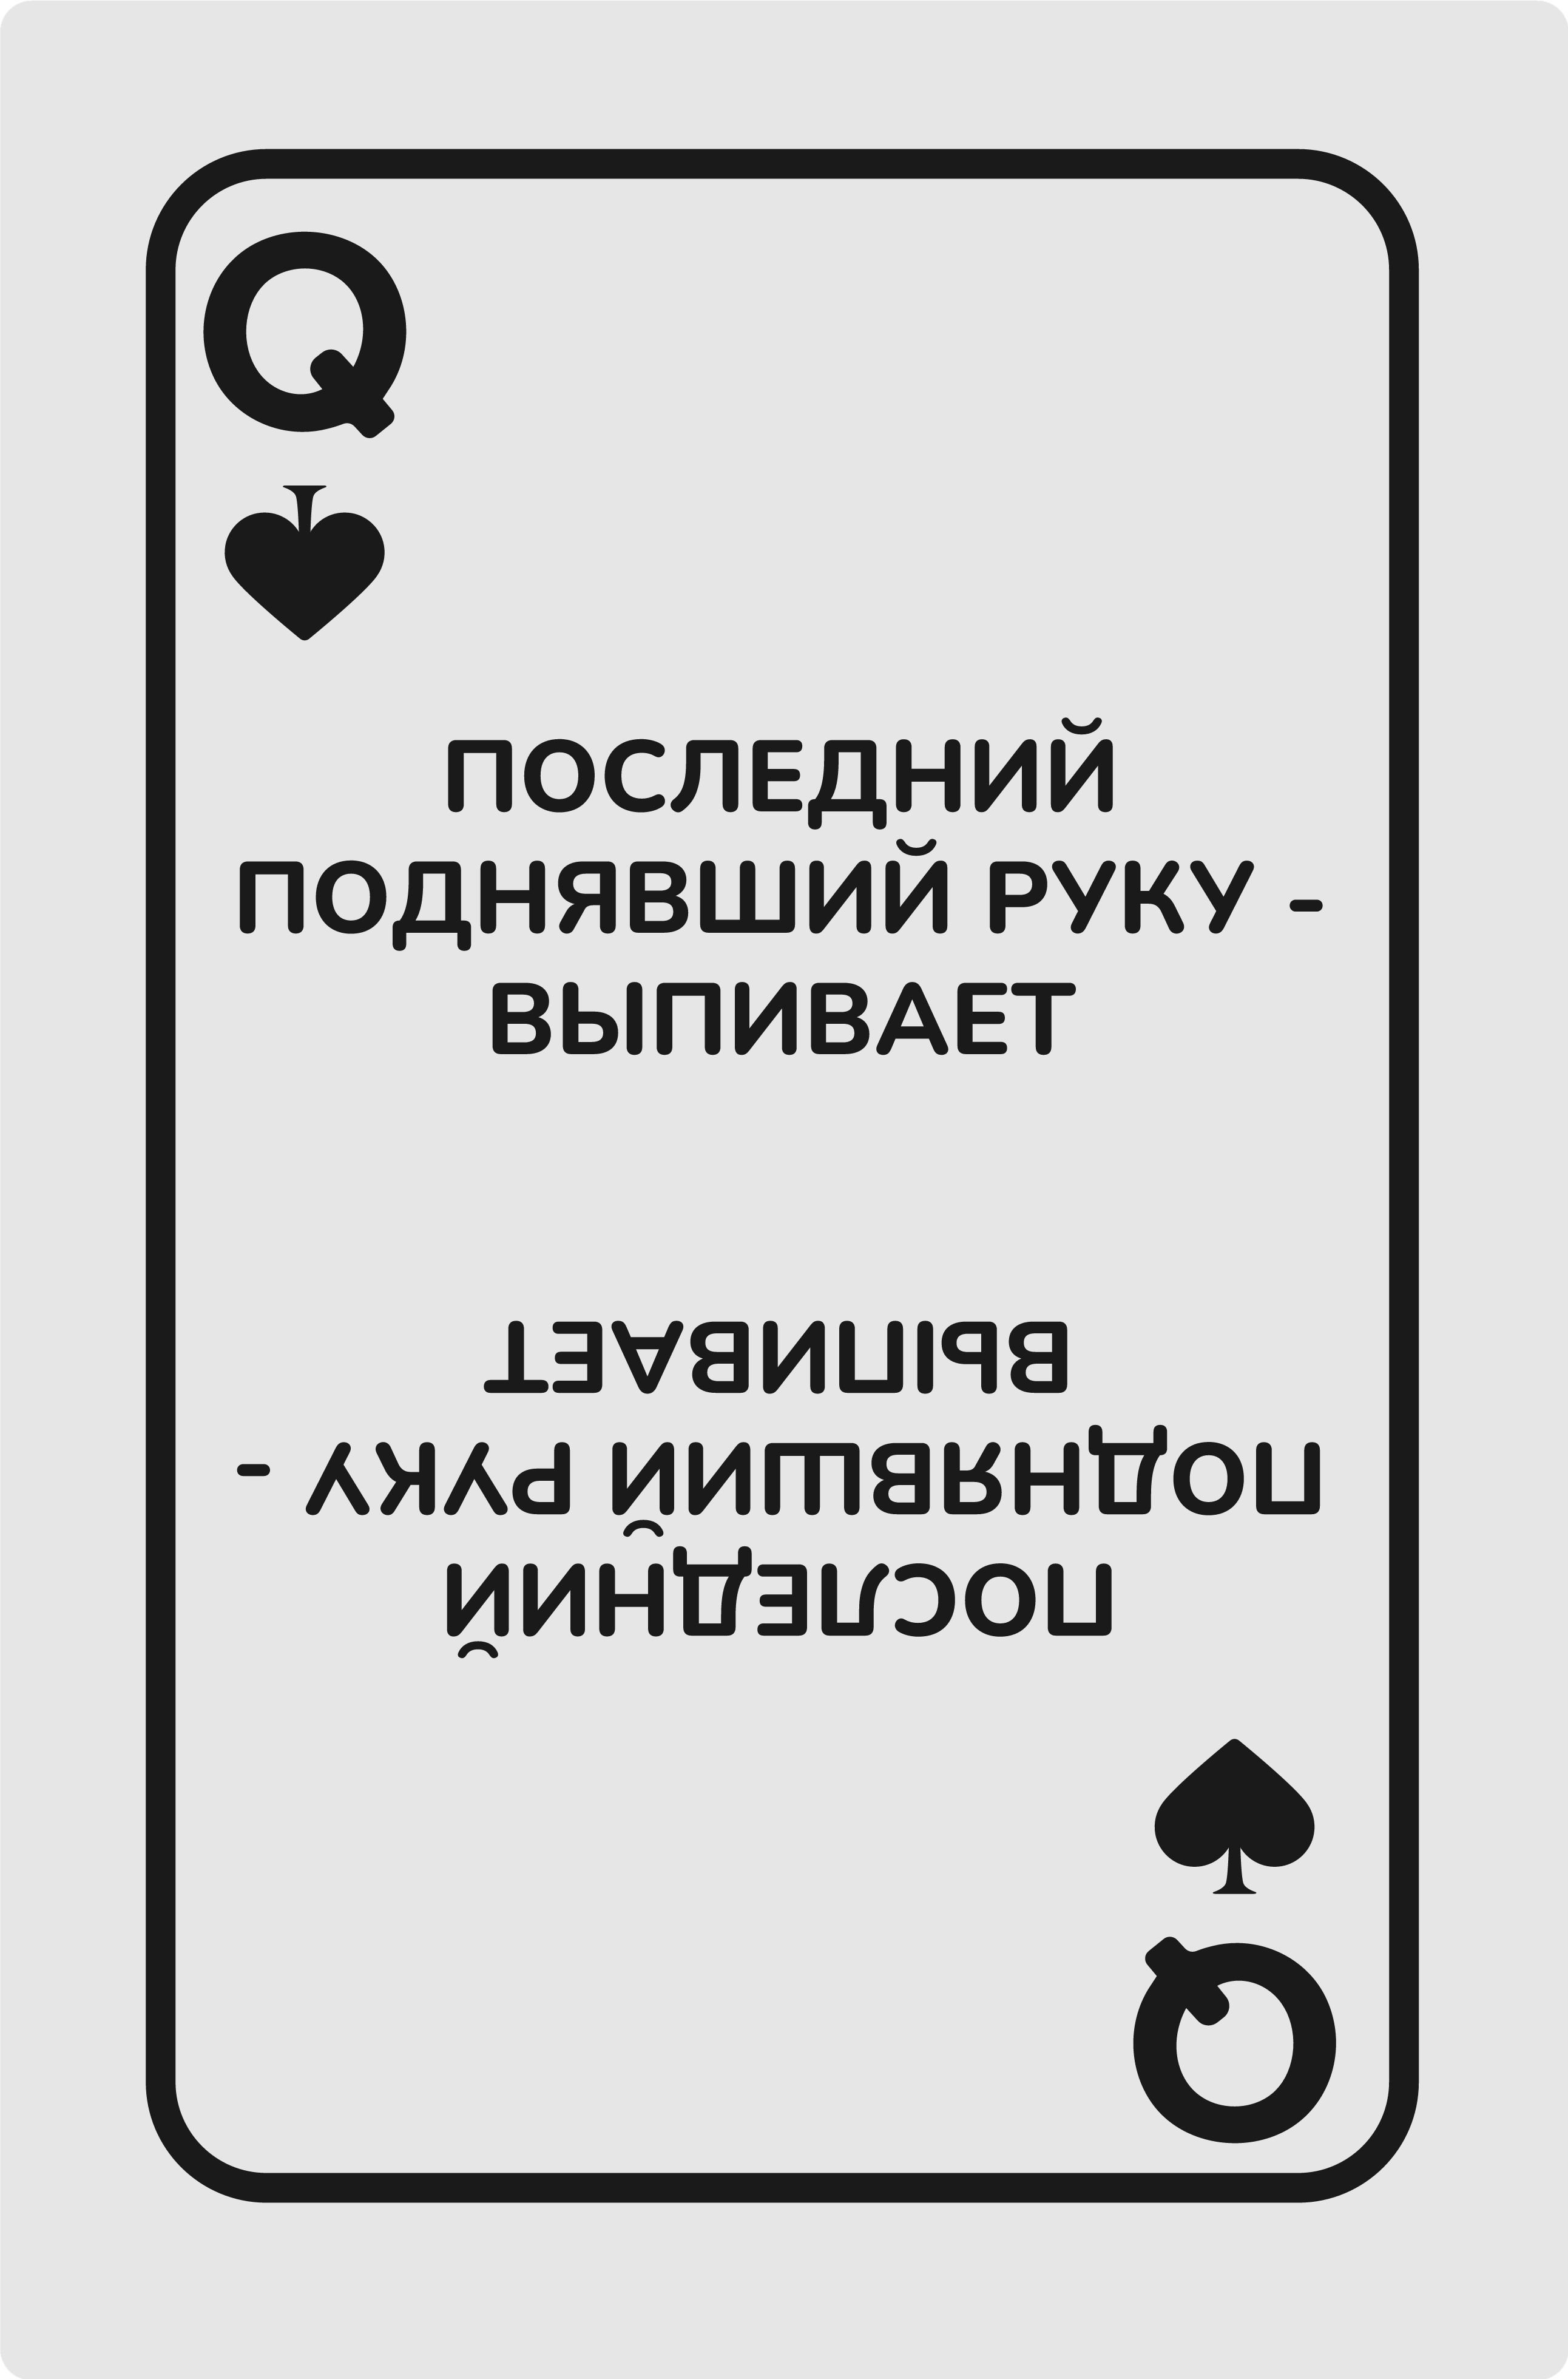 Q
ПОСЛЕДНИЙ
ПОДНЯВШИЙ РУКУ -
ВЫПИВАЕТ
ПОСЛЕДНИЙ
ПОДНЯВШИЙ РУКУ -
ВЫПИВАЕТ
Q